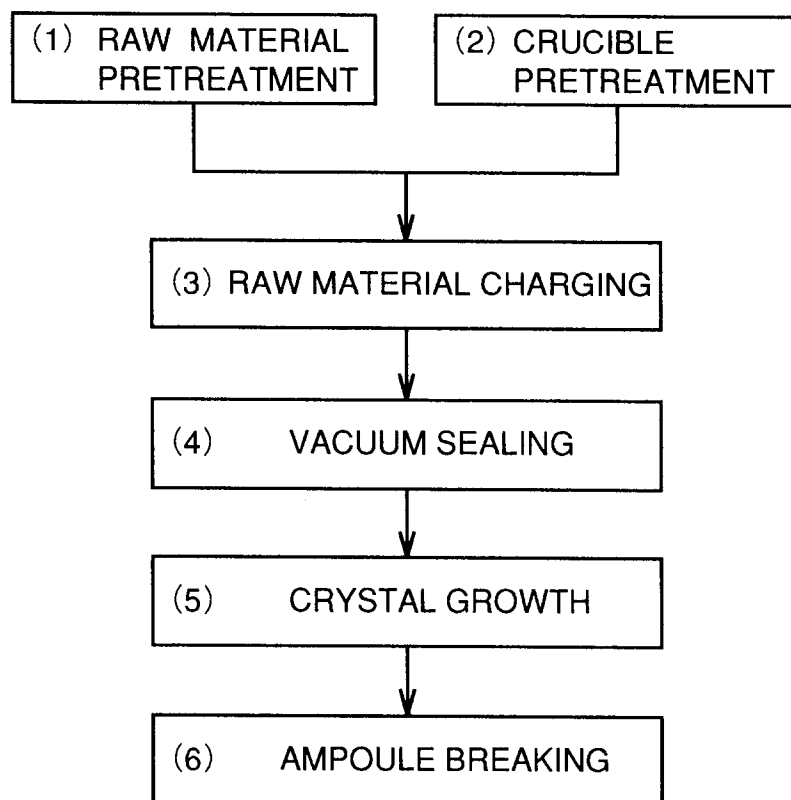 (1) RAW MATERIAL
PRETREATMENT
(2) CRUCIBLE
PRETREATMENT
(3) RAW MATERIAL CHARGING
(4) VACUUM SEALING
(5) CRYSTAL GROWTH
(6) AMPOULE BREAKING